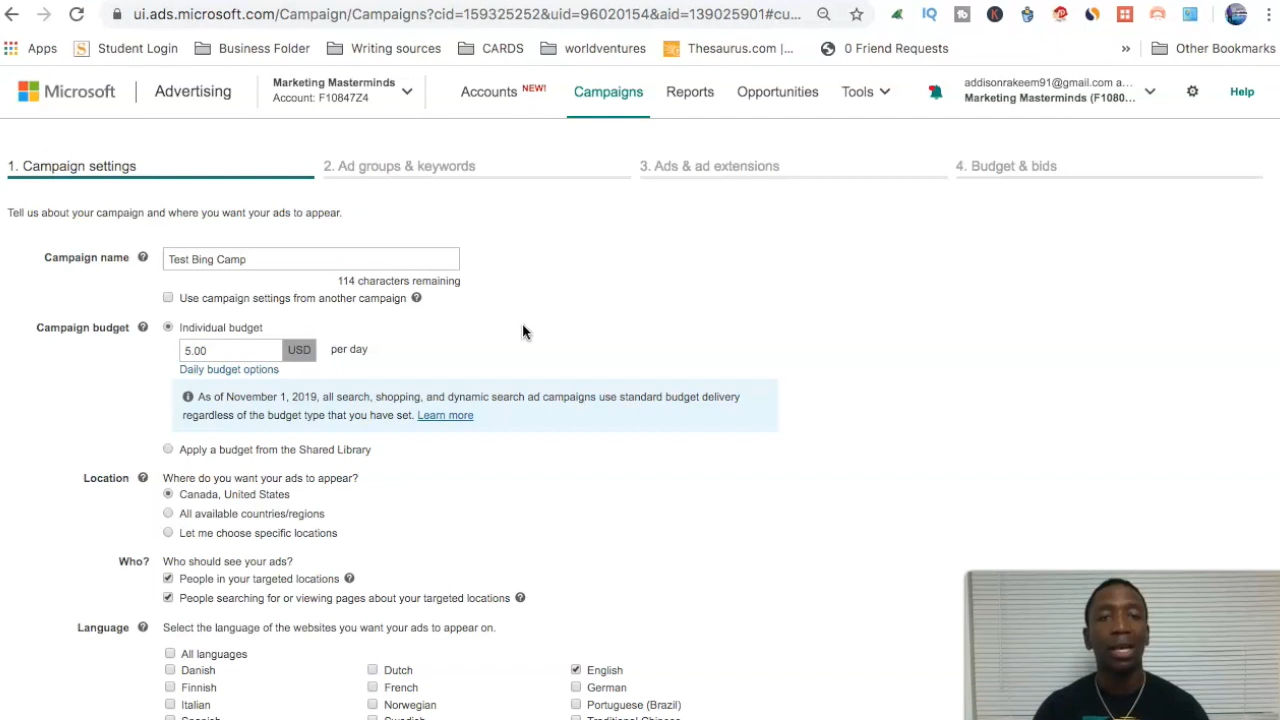 ui.ads.microsoft.com/Campaign/Campaigns?cid=159325252&uid=96020154&aid=139025901#cu...
Apps Student Login Business Folder Writing sources CARDS worldventures Thesaurus.com |... 0 Friend Requests » Other Bookmarks
Microsoft Advertising
Marketing Masterminds
Account: F10847Z4
Accounts NEW! Campaigns Reports Opportunities Tools
addisonrakeem91@gmail.com a...
Marketing Masterminds (F1080...
Help
1. Campaign settings 2. Ad groups & keywords 3. Ads & ad extensions 4. Budget & bids
Tell us about your campaign and where you want your ads to appear.
Campaign name ? Test Bing Camp
114 characters remaining
Use campaign settings from another campaign ?
Campaign budget ? Individual budget
5.00 USD per day
Daily budget options
As of November 1, 2019, all search, shopping, and dynamic search ad campaigns use standard budget delivery
regardless of the budget type that you have set. Learn more
Apply a budget from the Shared Library
Location ? Where do you want your ads to appear?
Canada, United States
All available countries/regions
Let me choose specific locations
Who? Who should see your ads?
People in your targeted locations ?
People searching for or viewing pages about your targeted locations ?
Language ? Select the language of the websites you want your ads to appear on.
All languages
Danish Dutch English
Finnish French German
Italian Norwegian Portuguese (Brazil)
Spanish Swedish Traditional Chinese